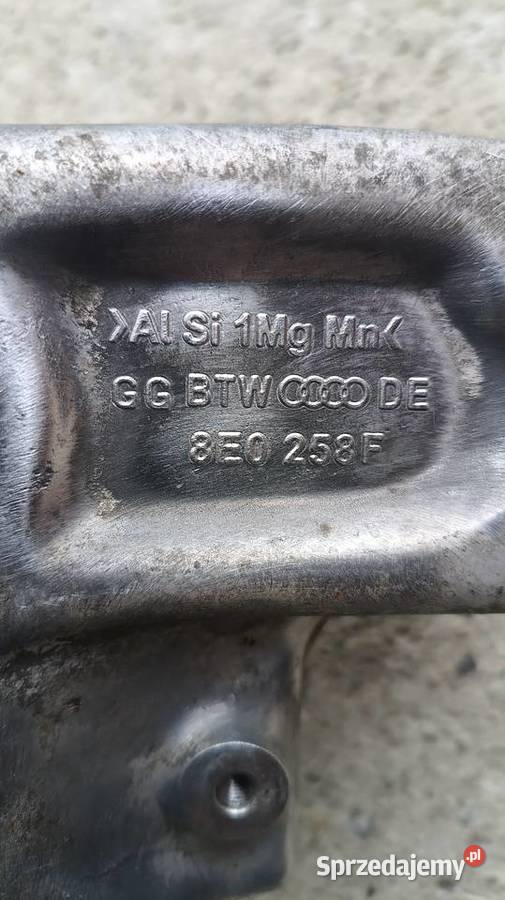 >Al Si 1Mg Mn<
GG BTW DE
8E0 258F
Sprzedajemy.pl